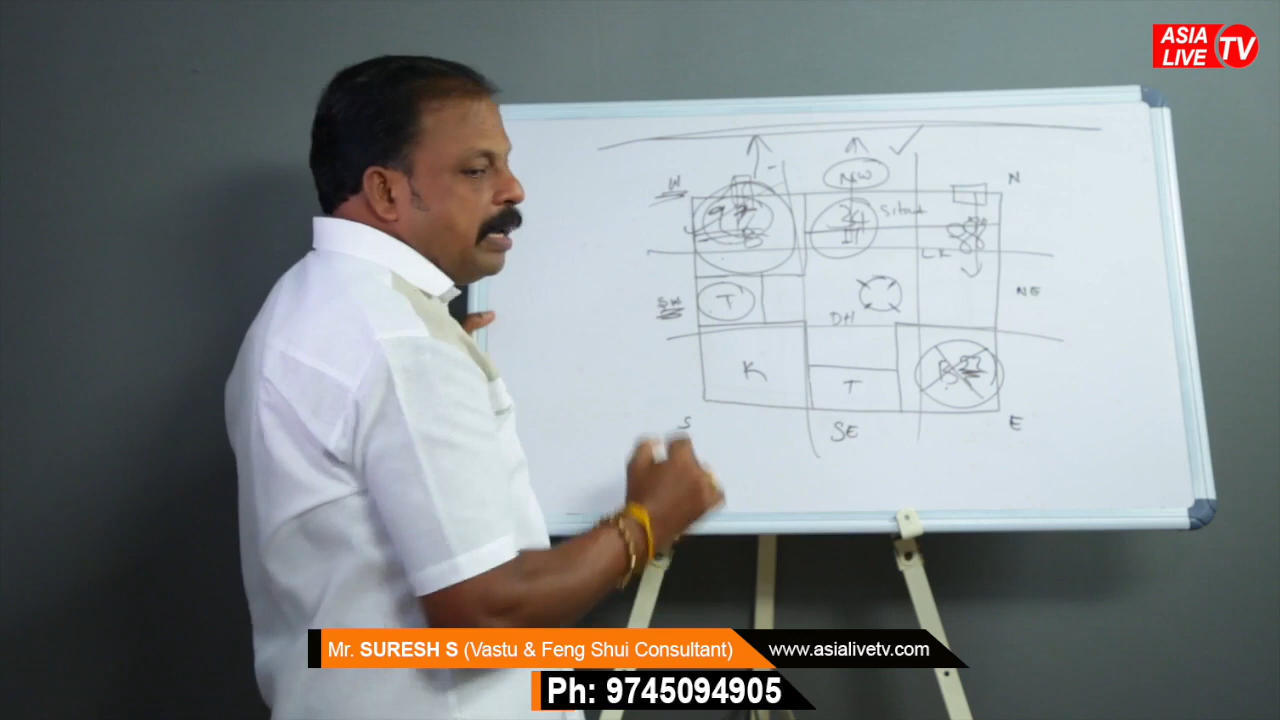 ASIA LIVE TV
NW
W
N
Sitout
LR
SW
T
NE
DH
K
T
S
SE
E
Mr. SURESH S (Vastu & Feng Shui Consultant)
www.asialivetv.com
Ph: 9745094905